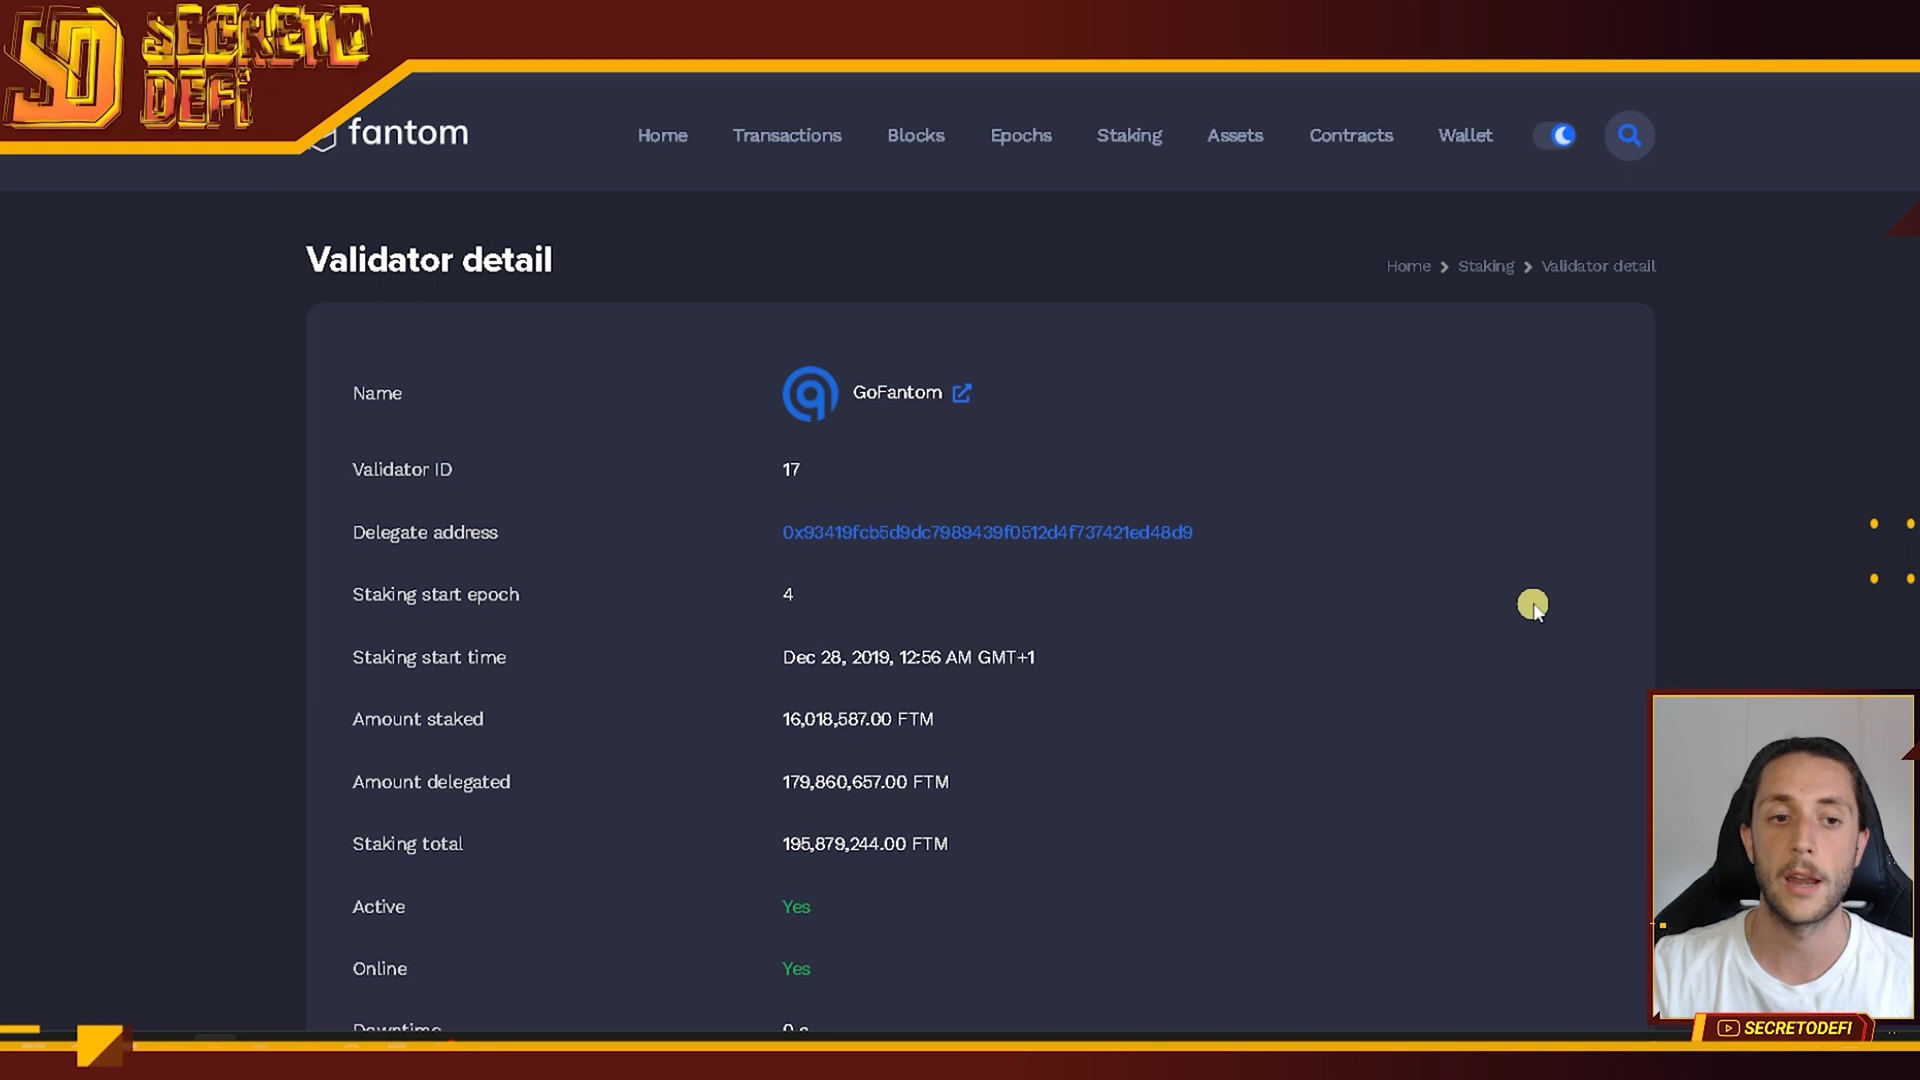 SD SECRETO
DEFi
fantom
Home Transactions Blocks Epochs Staking Assets Contracts Wallet
Validator detail
Home > Staking > Validator detail
Name GoFantom
Validator ID 17
Delegate address 0x93419fcb5d9dc7989439f0512d4f737421ed48d9
Staking start epoch 4
Staking start time Dec 28, 2019, 12:56 AM GMT+1
Amount staked 16,018,587.00 FTM
Amount delegated 179,860,657.00 FTM
Staking total 195,879,244.00 FTM
Active Yes
Online Yes
Downtime 0 s
SECRETODEFI